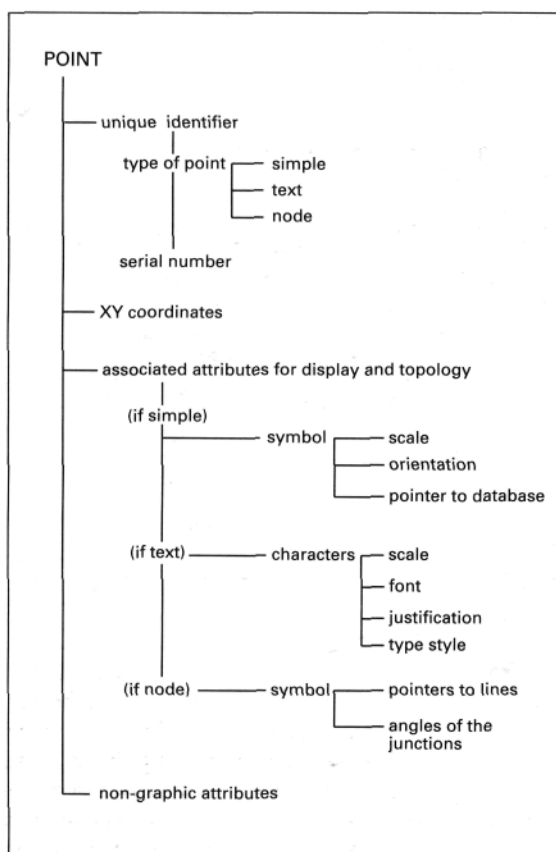 POINT
unique identifier
type of point
simple
text
node
serial number
XY coordinates
associated attributes for display and topology
(if simple)
symbol
scale
orientation
pointer to database
(if text)
characters
scale
font
justification
type style
(if node)
symbol
pointers to lines
angles of the
junctions
non-graphic attributes